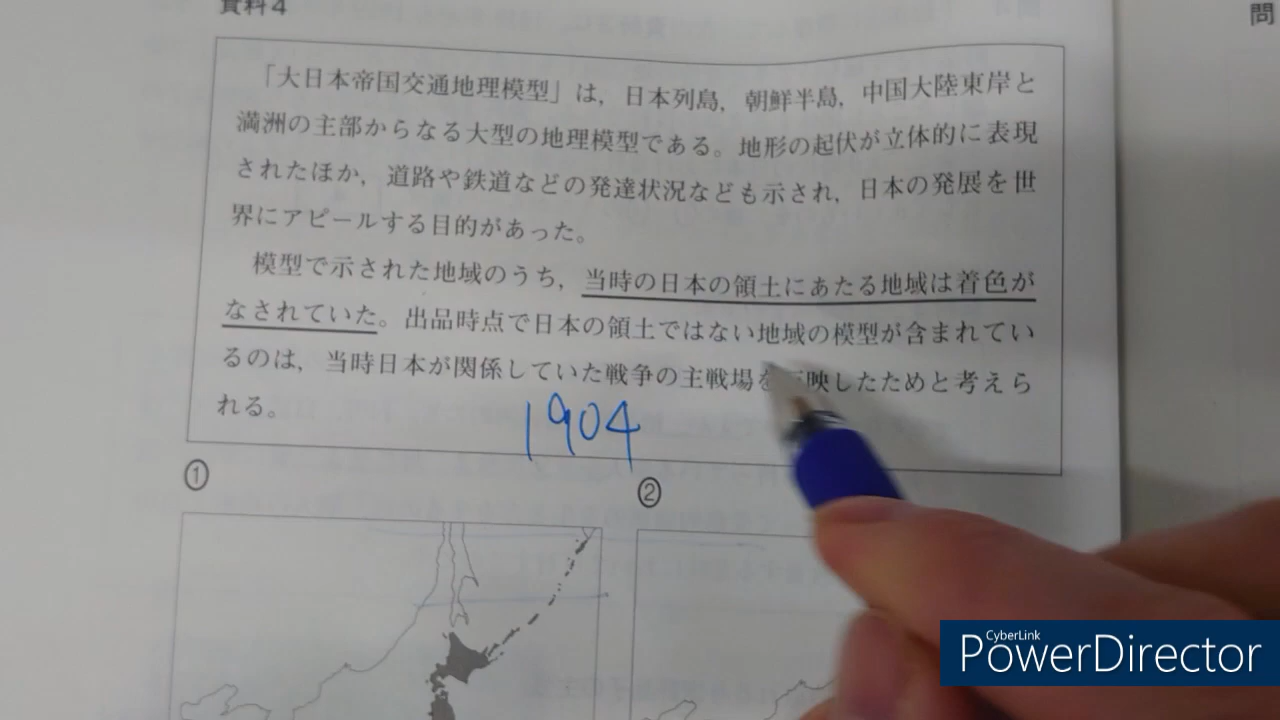 資料4
問
「大日本帝国交通地理模型」は，日本列島，朝鮮半島，中国大陸東岸と
満洲の主部からなる大型の地理模型である。地形の起伏が立体的に表現
されたほか，道路や鉄道などの発達状況なども示され，日本の発展を世
界にアピールする目的があった。
模型で示された地域のうち，当時の日本の領土にあたる地域は着色が
なされていた。出品時点で日本の領土ではない地域の模型が含まれてい
るのは，当時日本が関係していた戦争の主戦場を反映したためと考えら
れる。
1904
①
②
CyberLink
PowerDirector